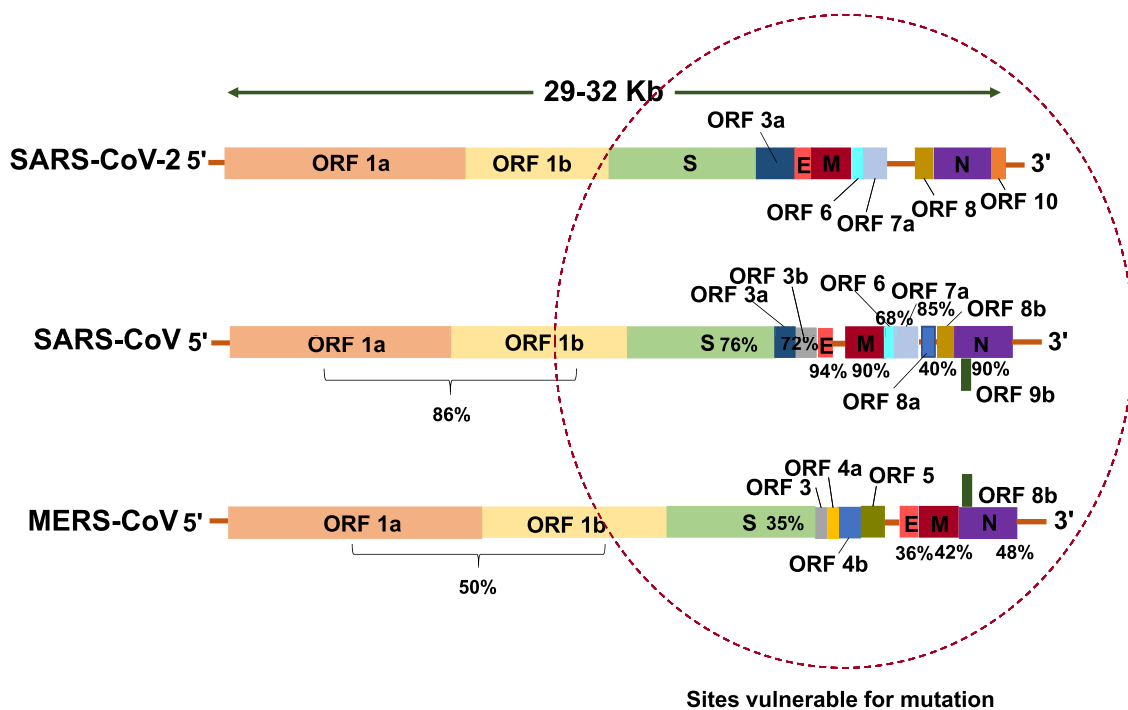 29-32 Kb
ORF 3a
SARS-CoV-2 5' ORF 1a ORF 1b S E M N 3'
ORF 6 ORF 7a ORF 8 ORF 10
ORF 3b ORF 6 ORF 7a
ORF 3a 68% 85% ORF 8b
SARS-CoV 5' ORF 1a ORF 1b S 76% 72% E M N 3'
94% 90% 40% 90%
ORF 8a ORF 9b
86%
ORF 4a ORF 5
ORF 3 ORF 8b
MERS-CoV 5' ORF 1a ORF 1b S 35% E M N 3'
ORF 4b 36% 42% 48%
50%
Sites vulnerable for mutation